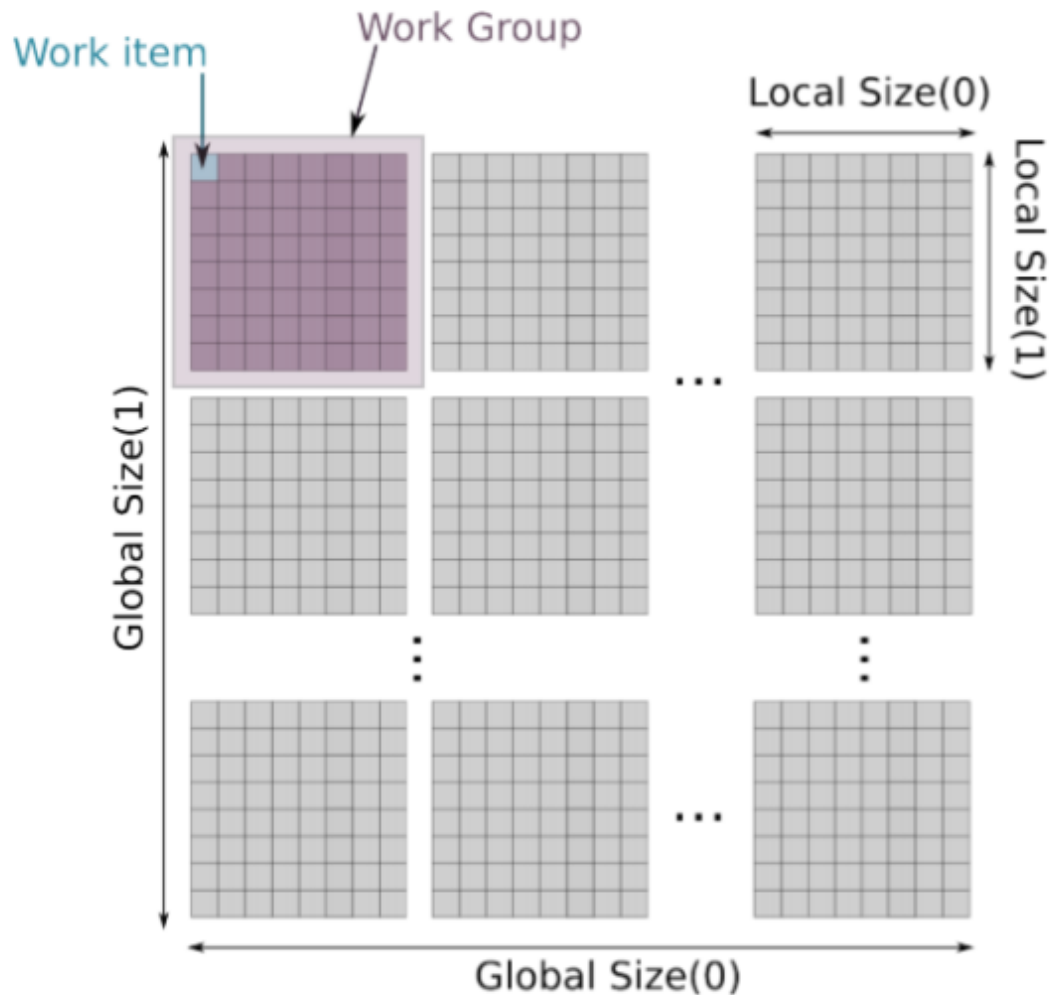 Work Group
Work item
Local Size(0)
Local Size(1)
...
Global Size(1)
...
Global Size(0)